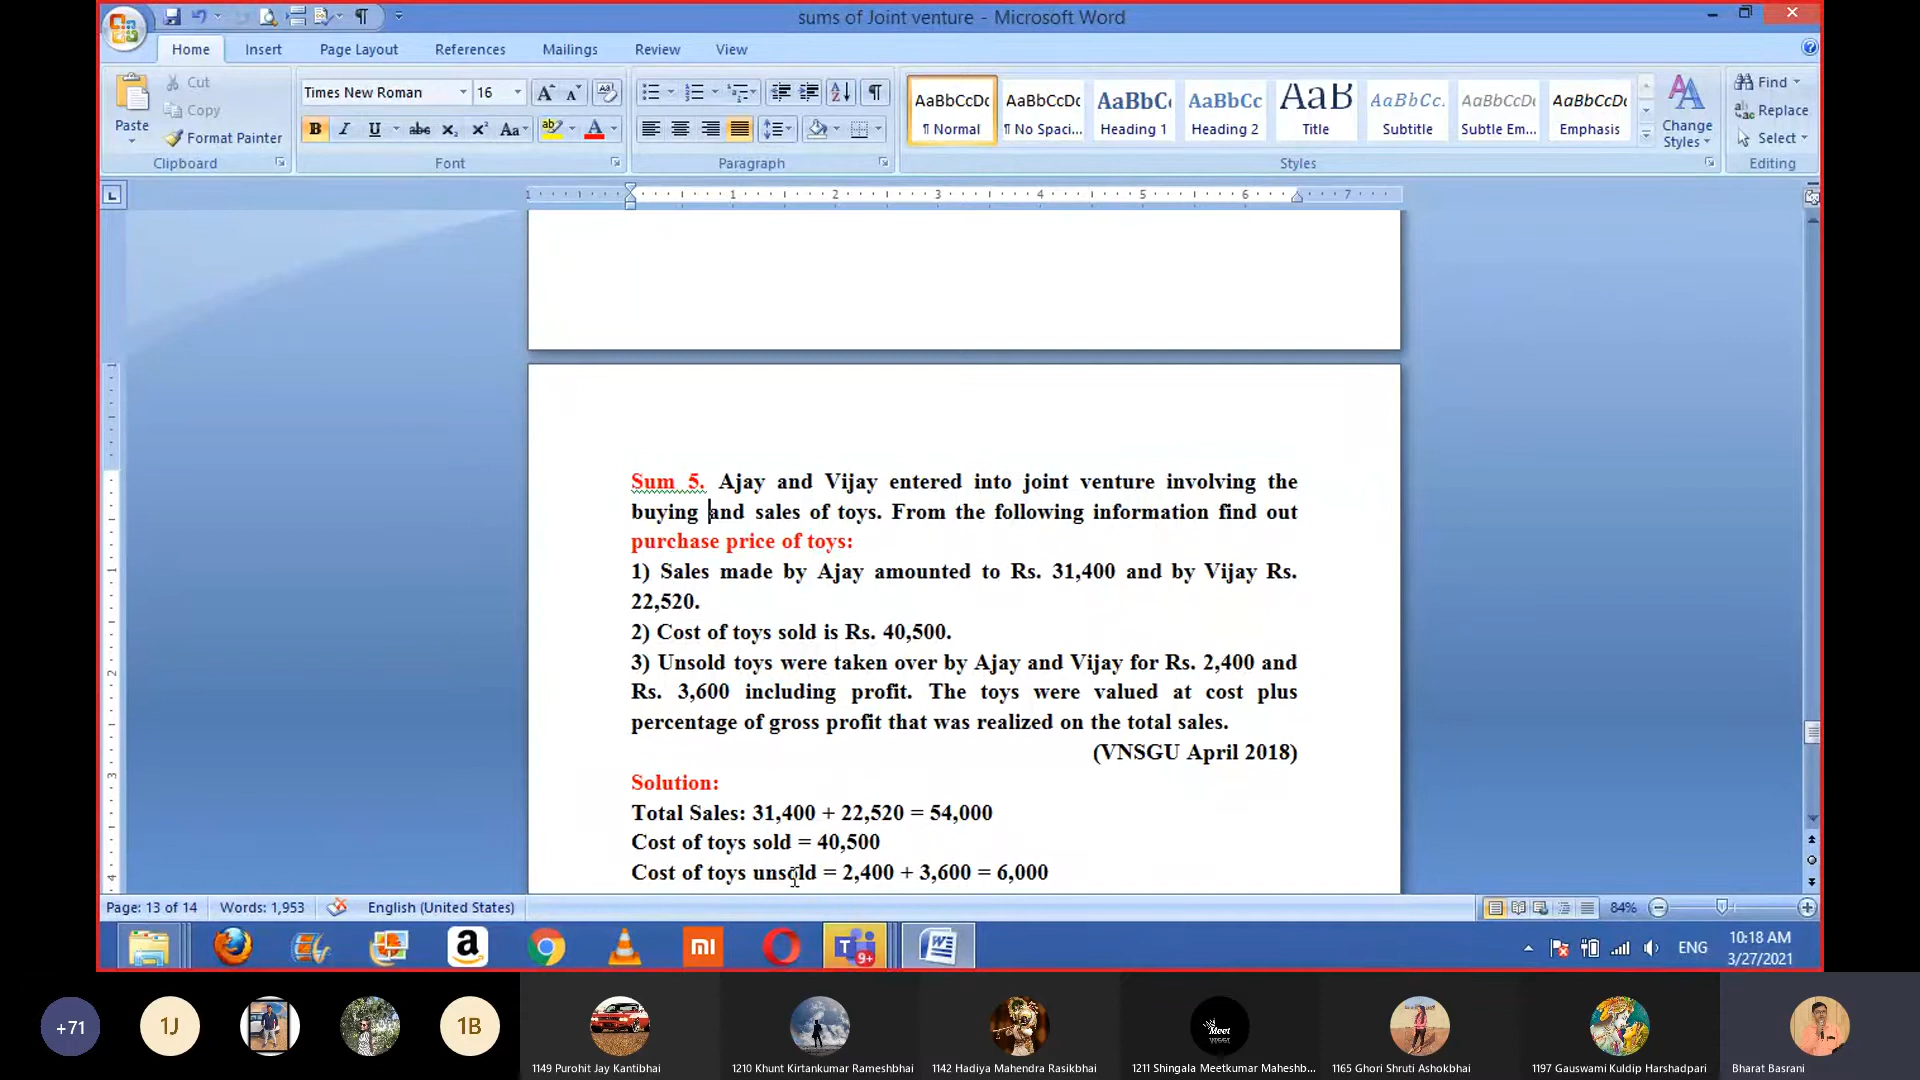 sums of Joint venture - Microsoft Word
Home Insert Page Layout References Mailings Review View
Cut
Copy
Format Painter
Paste
Clipboard
Times New Roman 16
Font
Paragraph
AaBbCcDc AaBbCcDc AaBbC AaBbCc AaB AaBbCc. AaBbCcDc AaBbCcDc
¶ Normal ¶ No Spaci... Heading 1 Heading 2 Title Subtitle Subtle Em... Emphasis
Change Styles
Styles
Find
Replace
Select
Editing
1 1 2 3 4 5 6 7
Sum 5. Ajay and Vijay entered into joint venture involving the
buying and sales of toys. From the following information find out
purchase price of toys:
1) Sales made by Ajay amounted to Rs. 31,400 and by Vijay Rs.
22,520.
2) Cost of toys sold is Rs. 40,500.
3) Unsold toys were taken over by Ajay and Vijay for Rs. 2,400 and
Rs. 3,600 including profit. The toys were valued at cost plus
percentage of gross profit that was realized on the total sales.
(VNSGU April 2018)
Solution:
Total Sales: 31,400 + 22,520 = 54,000
Cost of toys sold = 40,500
Cost of toys unsold = 2,400 + 3,600 = 6,000
Page: 13 of 14 Words: 1,953 English (United States) 84%
9+
ENG
10:18 AM
3/27/2021
+71 1J 1B
1149 Purohit Jay Kantibhai
1210 Khunt Kirtankumar Rameshbhai
1142 Hadiya Mahendra Rasikbhai
1211 Shingala Meetkumar Maheshb...
1165 Ghori Shruti Ashokbhai
1197 Gauswami Kuldip Harshadpari
Bharat Basrani